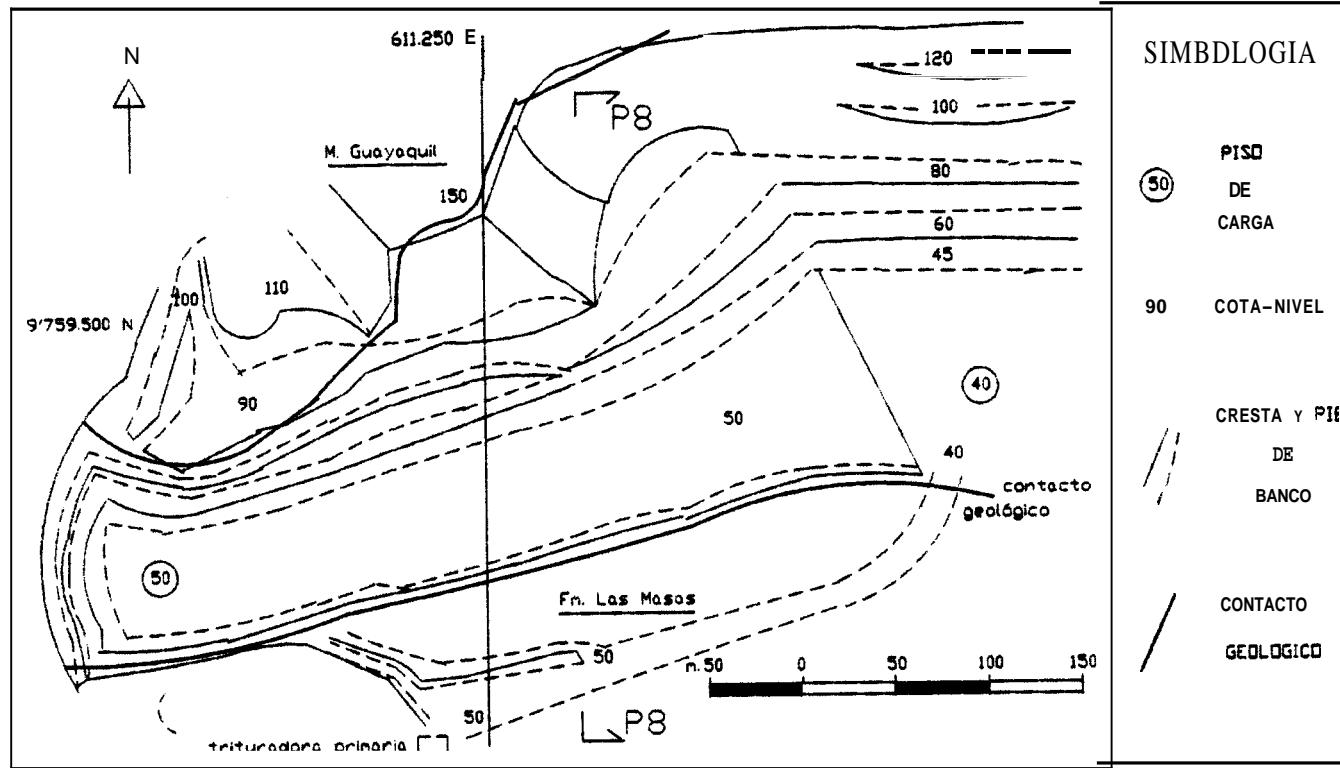 611.250 E
N
120
100
P8
M. Guayaquil
80
150
60
45
110
100
9'759.500 N
40
90
50
40
contacto
geológico
50
Fn. Las Masas
50
m. 50 0 50 100 150
50
P8
trituradora primaria
SIMBDLOGIA
PISO
50
DE
CARGA
90 COTA-NIVEL
CRESTA Y PIE
DE
BANCO
CONTACTO
GEOLOGICO